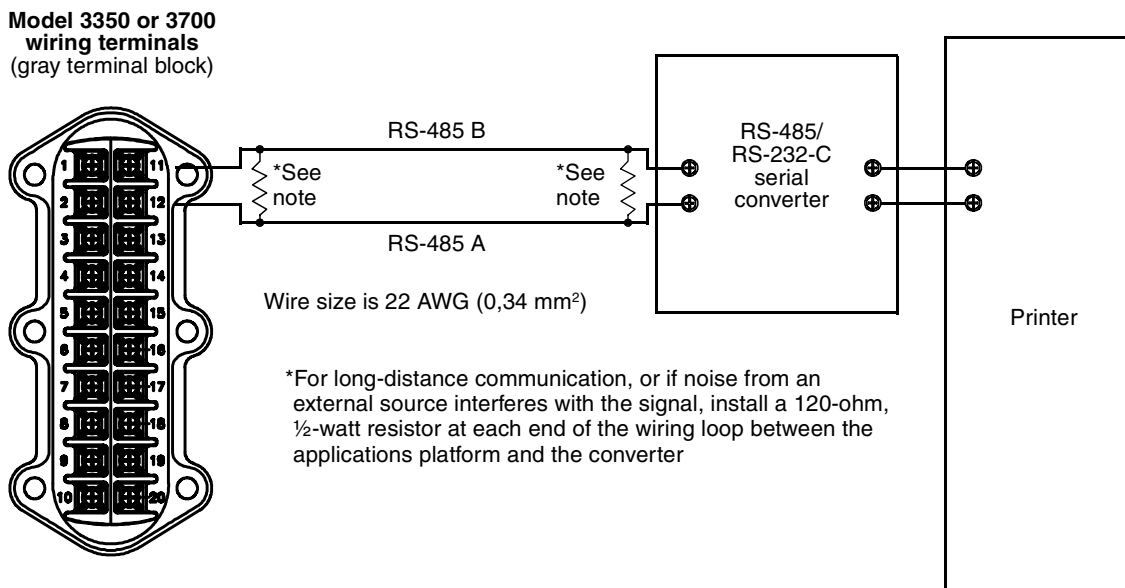 Model 3350 or 3700
wiring terminals
(gray terminal block)
1 11
2 12
3 13
4 14
5 15
6 16
7 17
8 18
9 19
10 20
RS-485 B
*See
note
*See
note
RS-485 A
Wire size is 22 AWG (0,34 mm²)
RS-485/
RS-232-C
serial
converter
Printer
*For long-distance communication, or if noise from an
external source interferes with the signal, install a 120-ohm,
½-watt resistor at each end of the wiring loop between the
applications platform and the converter